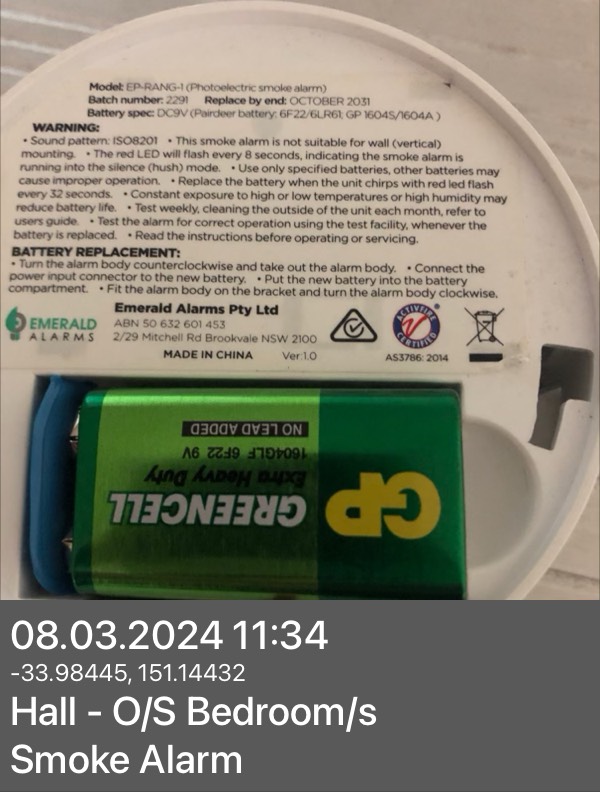 Model: EP-RANG-1 (Photoelectric smoke alarm)
Batch number: 2291 Replace by end: OCTOBER 2031
Battery spec: DC9V (Pairdeer battery: 6F22/6LR61; GP 1604S/1604A )
WARNING:
• Sound pattern: ISO8201 • This smoke alarm is not suitable for wall (vertical)
mounting. • The red LED will flash every 8 seconds, indicating the smoke alarm is
running into the silence (hush) mode. • Use only specified batteries, other batteries may
cause improper operation. • Replace the battery when the unit chirps with red led flash
every 32 seconds. • Constant exposure to high or low temperatures or high humidity may
reduce battery life. • Test weekly, cleaning the outside of the unit each month, refer to
users guide. • Test the alarm for correct operation using the test facility, whenever the
battery is replaced. • Read the instructions before operating or servicing.
BATTERY REPLACEMENT:
• Turn the alarm body counterclockwise and take out the alarm body. • Connect the
power input connector to the new battery. • Put the new battery into the battery
compartment. • Fit the alarm body on the bracket and turn the alarm body clockwise.
EMERALD
ALARMS
Emerald Alarms Pty Ltd
ABN 50 632 601 453
2/29 Mitchell Rd Brookvale NSW 2100
MADE IN CHINA Ver:1.0
ACTIVFIRE
CERTIFIED
AS3786: 2014
GP
GREENCELL
Extra Heavy Duty
1604GLF 6F22 9V
NO LEAD ADDED
08.03.2024 11:34
-33.98445, 151.14432
Hall - O/S Bedroom/s
Smoke Alarm